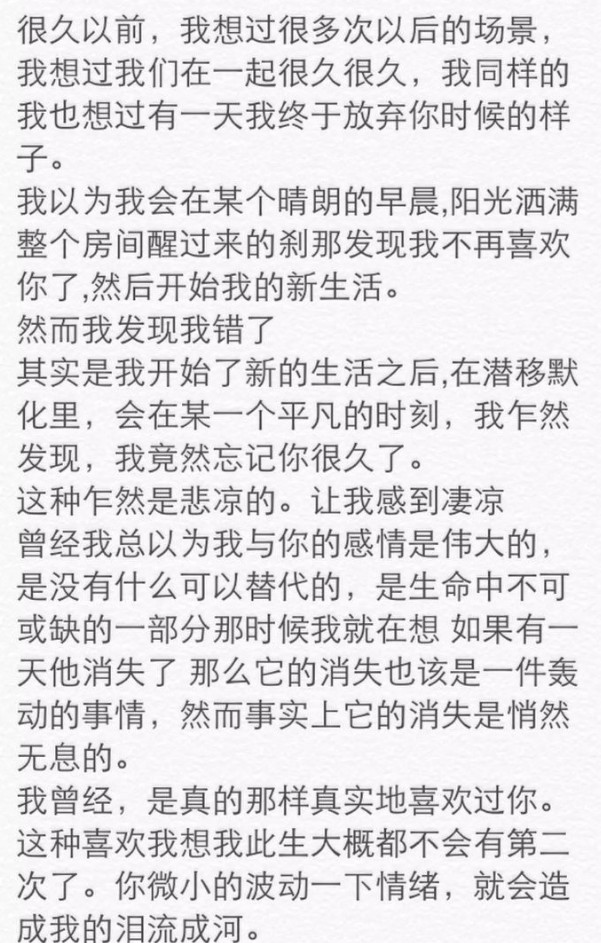 很久以前，我想过很多次以后的场景，
我想过我们在一起很久很久，我同样的
我也想过有一天我终于放弃你时候的样
子。
我以为我会在某个晴朗的早晨,阳光洒满
整个房间醒过来的刹那发现我不再喜欢
你了,然后开始我的新生活。
然而我发现我错了
其实是我开始了新的生活之后,在潜移默
化里，会在某一个平凡的时刻，我乍然
发现，我竟然忘记你很久了。
这种乍然是悲凉的。让我感到凄凉
曾经我总以为我与你的感情是伟大的，
是没有什么可以替代的，是生命中不可
或缺的一部分那时候我就在想 如果有一
天他消失了 那么它的消失也该是一件轰
动的事情，然而事实上它的消失是悄然
无息的。
我曾经，是真的那样真实地喜欢过你。
这种喜欢我想我此生大概都不会有第二
次了。你微小的波动一下情绪，就会造
成我的泪流成河。